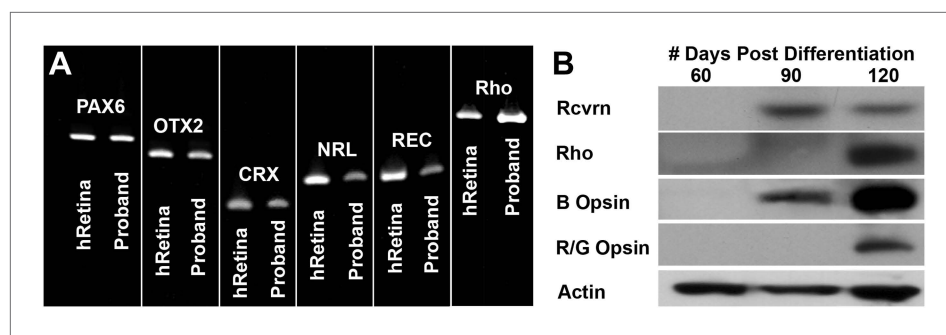 A
PAX6
hRetina
Proband
OTX2
hRetina
Proband
CRX
hRetina
Proband
NRL
hRetina
Proband
REC
hRetina
Proband
Rho
hRetina
Proband
B
# Days Post Differentiation
60 90 120
Rcvrn
Rho
B Opsin
R/G Opsin
Actin